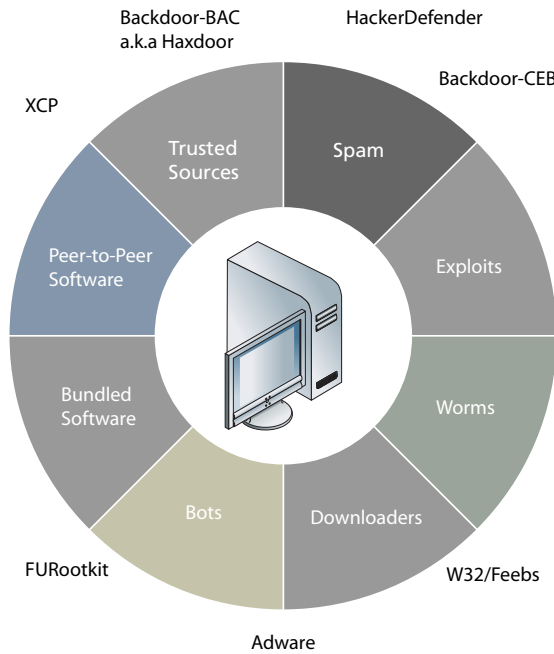 Backdoor-BAC
a.k.a Haxdoor
HackerDefender
Backdoor-CEB
XCP
Trusted
Sources
Spam
Peer-to-Peer
Software
Exploits
Bundled
Software
Worms
Bots
Downloaders
FURootkit
W32/Feebs
Adware